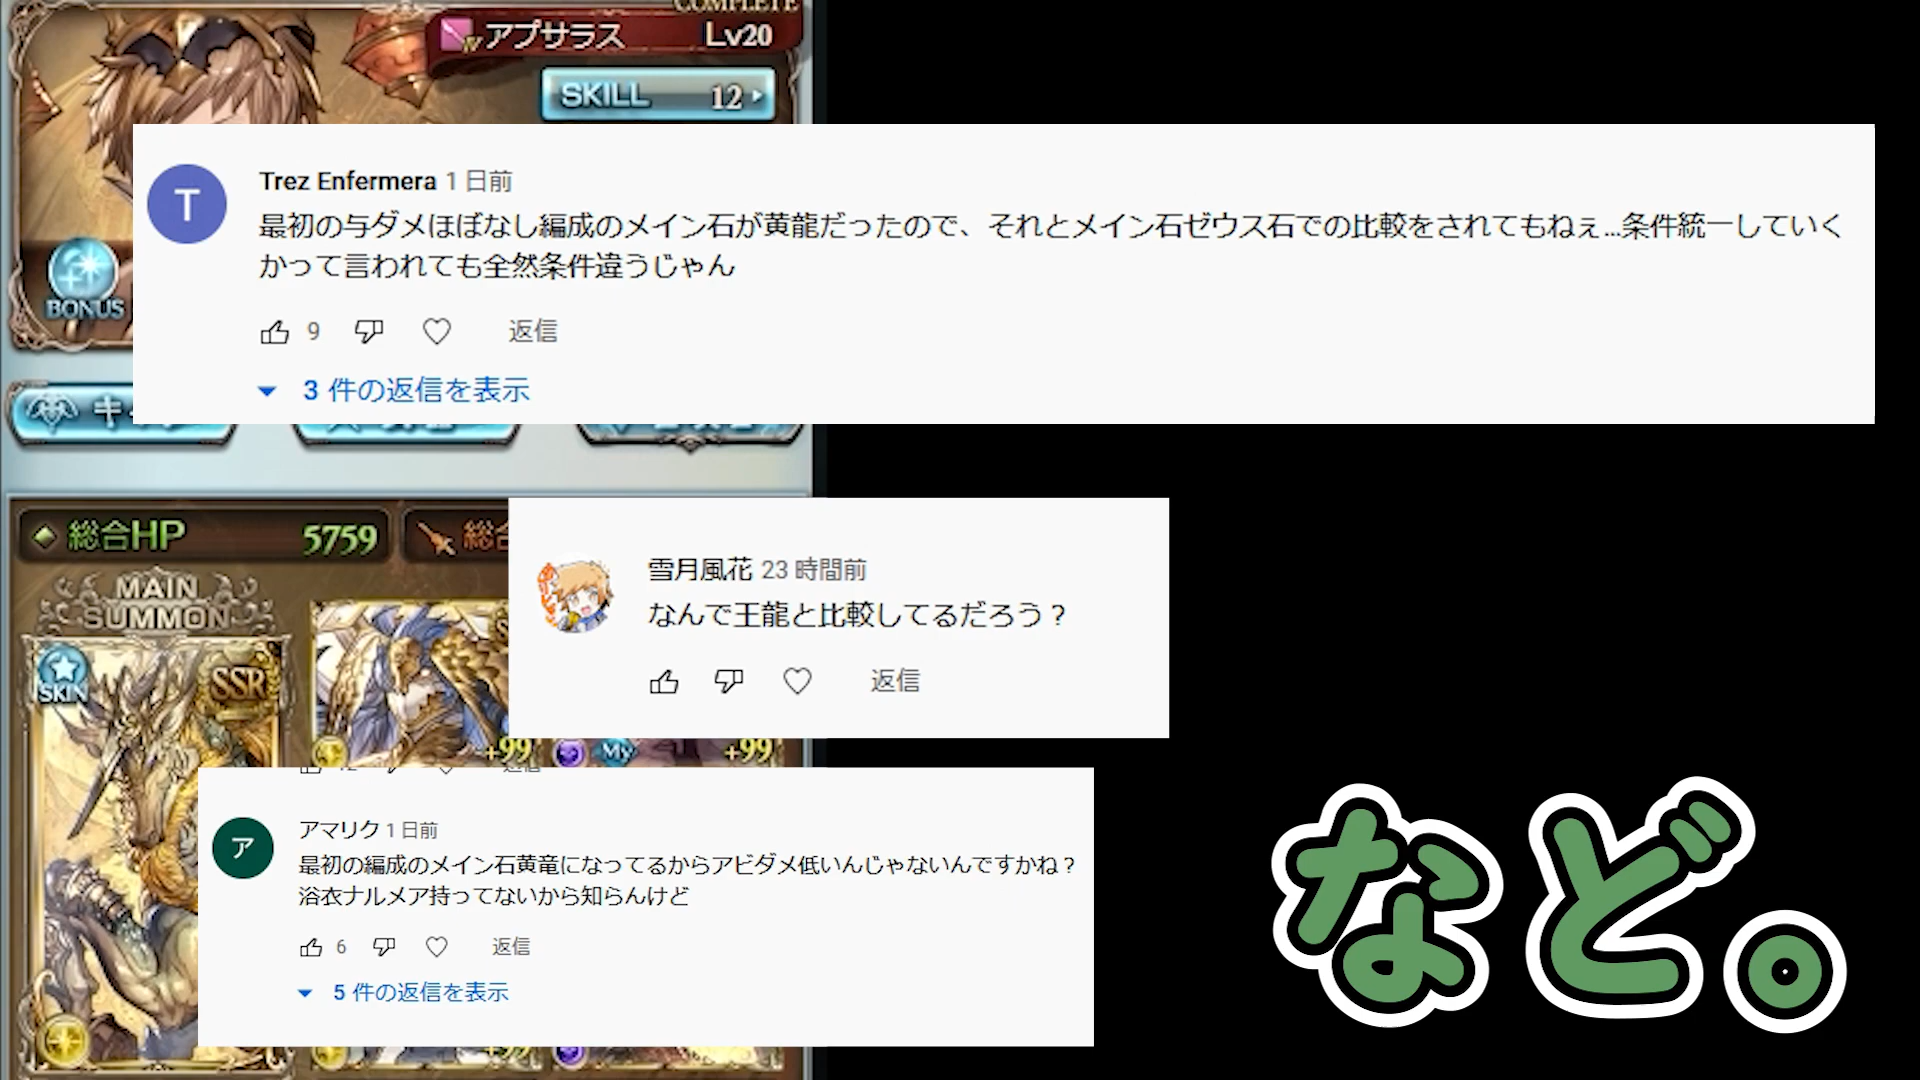 COMPLETE
アプサラス Lv20
SKILL 12
BONUS
Trez Enfermera 1 日前
最初の与ダメほぼなし編成のメイン石が黄龍だったので、それとメイン石ゼウス石での比較をされてもねぇ...条件統一していく
かって言われても全然条件違うじゃん
9 返信
3 件の返信を表示
キ
総合HP 5759 総合
MAIN
SUMMON
SKIN
SSR
+99
My
+99
雪月風花 23 時間前
なんで王龍と比較してるだろう？
返信
アマリク 1 日前
最初の編成のメイン石黄竜になってるからアビダメ低いんじゃないんですかね？
浴衣ナルメア持ってないから知らんけど
6 返信
5 件の返信を表示
+99
など。